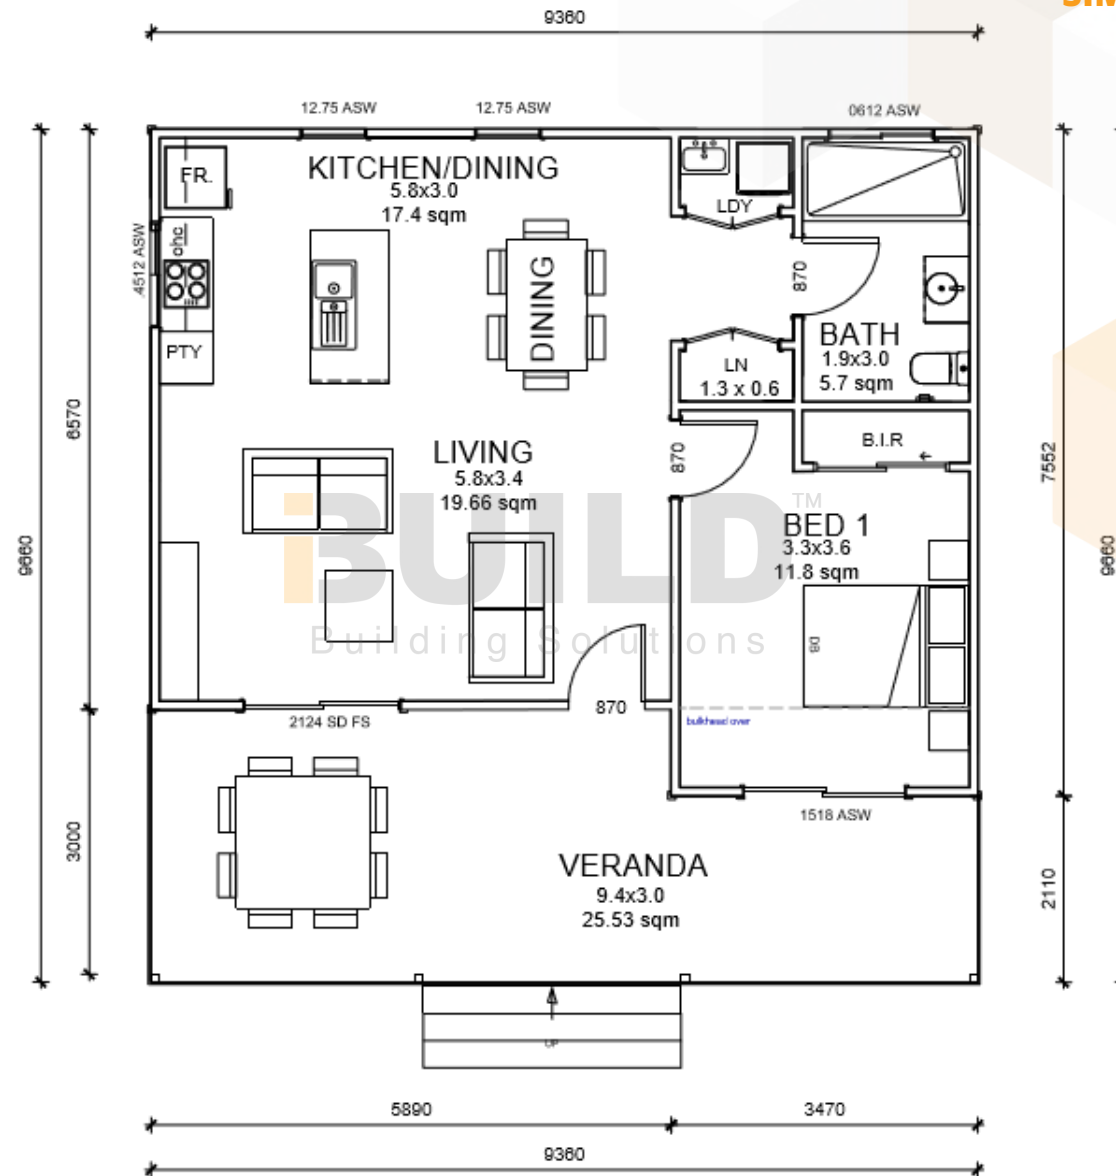 SIM
9360
12.75 ASW
12.75 ASW
0612 ASW
FR.
KITCHEN/DINING
5.8x3.0
17.4 sqm
LDY
ohc
.4512 ASW
870
DINING
PTY
BATH
1.9x3.0
5.7 sqm
LN
1.3 x 0.6
6570
B.I.R
LIVING
5.8x3.4
19.66 sqm
870
7552
iBUILD™
Building Solutions
BED 1
3.3x3.6
11.8 sqm
9660
9660
DB
870
2124 SD FS
bulkhead over
1518 ASW
3000
VERANDA
9.4x3.0
25.53 sqm
2110
UP
5890
3470
9360